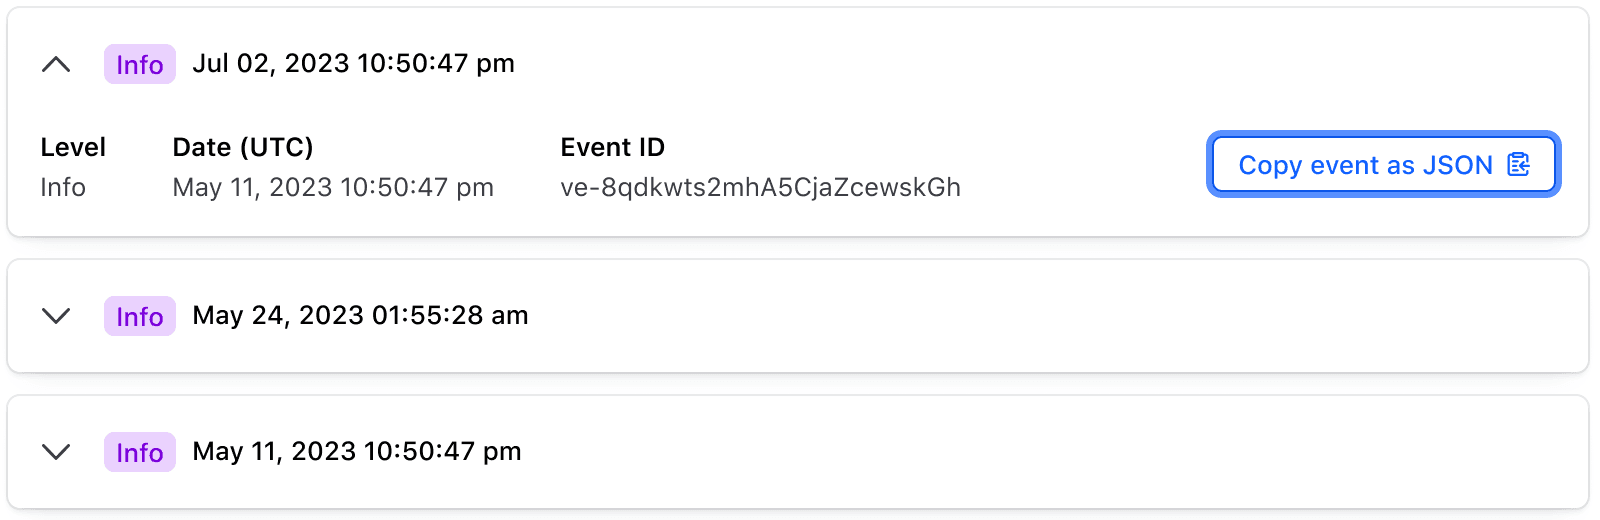 Info Jul 02, 2023 10:50:47 pm
Level Date (UTC) Event ID
Info May 11, 2023 10:50:47 pm ve-8qdkwts2mhA5CjaZcewskGh
Copy event as JSON
Info May 24, 2023 01:55:28 am
Info May 11, 2023 10:50:47 pm